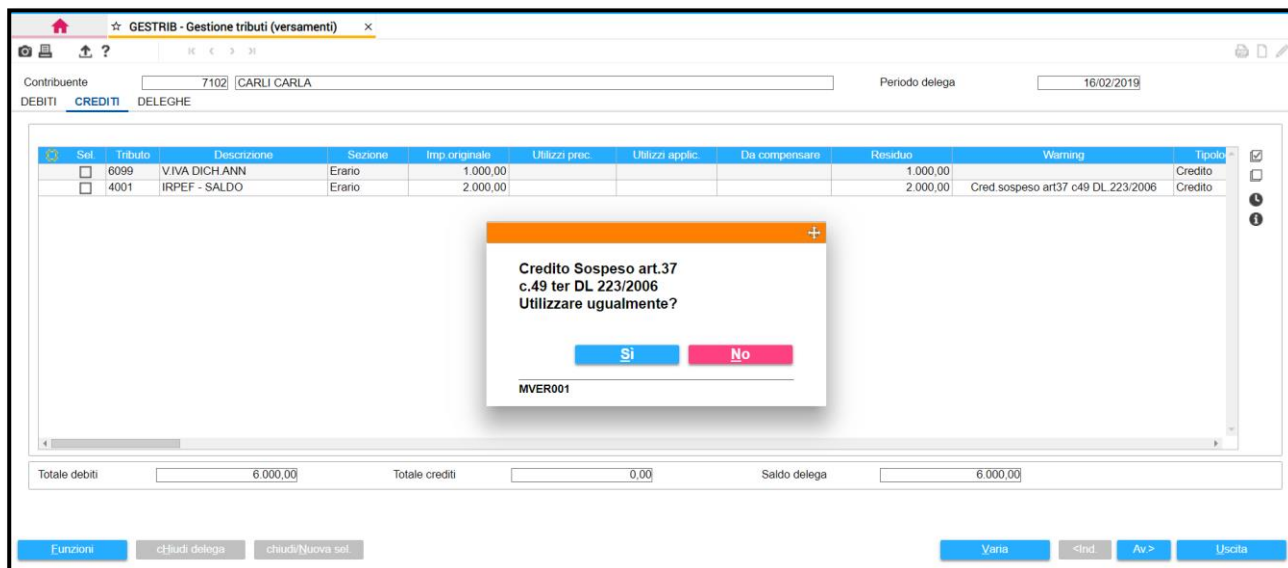 GESTRIB - Gestione tributi (versamenti) ×
?
Contribuente 7102 CARLI CARLA Periodo delega 16/02/2019
DEBITI CREDITI DELEGHE
Sel. Tributo Descrizione Sezione Imp.originale Utilizzi prec. Utilizzi applic. Da compensare Residuo Warning Tipolo
6099 V.IVA DICH.ANN Erario 1.000,00 1.000,00 Credito
4001 IRPEF - SALDO Erario 2.000,00 2.000,00 Cred.sospeso art37 c49 DL.223/2006 Credito
Credito Sospeso art.37
c.49 ter DL 223/2006
Utilizzare ugualmente?
Sì No
MVER001
Totale debiti 6.000,00 Totale crediti 0,00 Saldo delega 6.000,00
Funzioni cHiudi delega chiudi/Nuova sel. Varia <Ind. Av.> Uscita